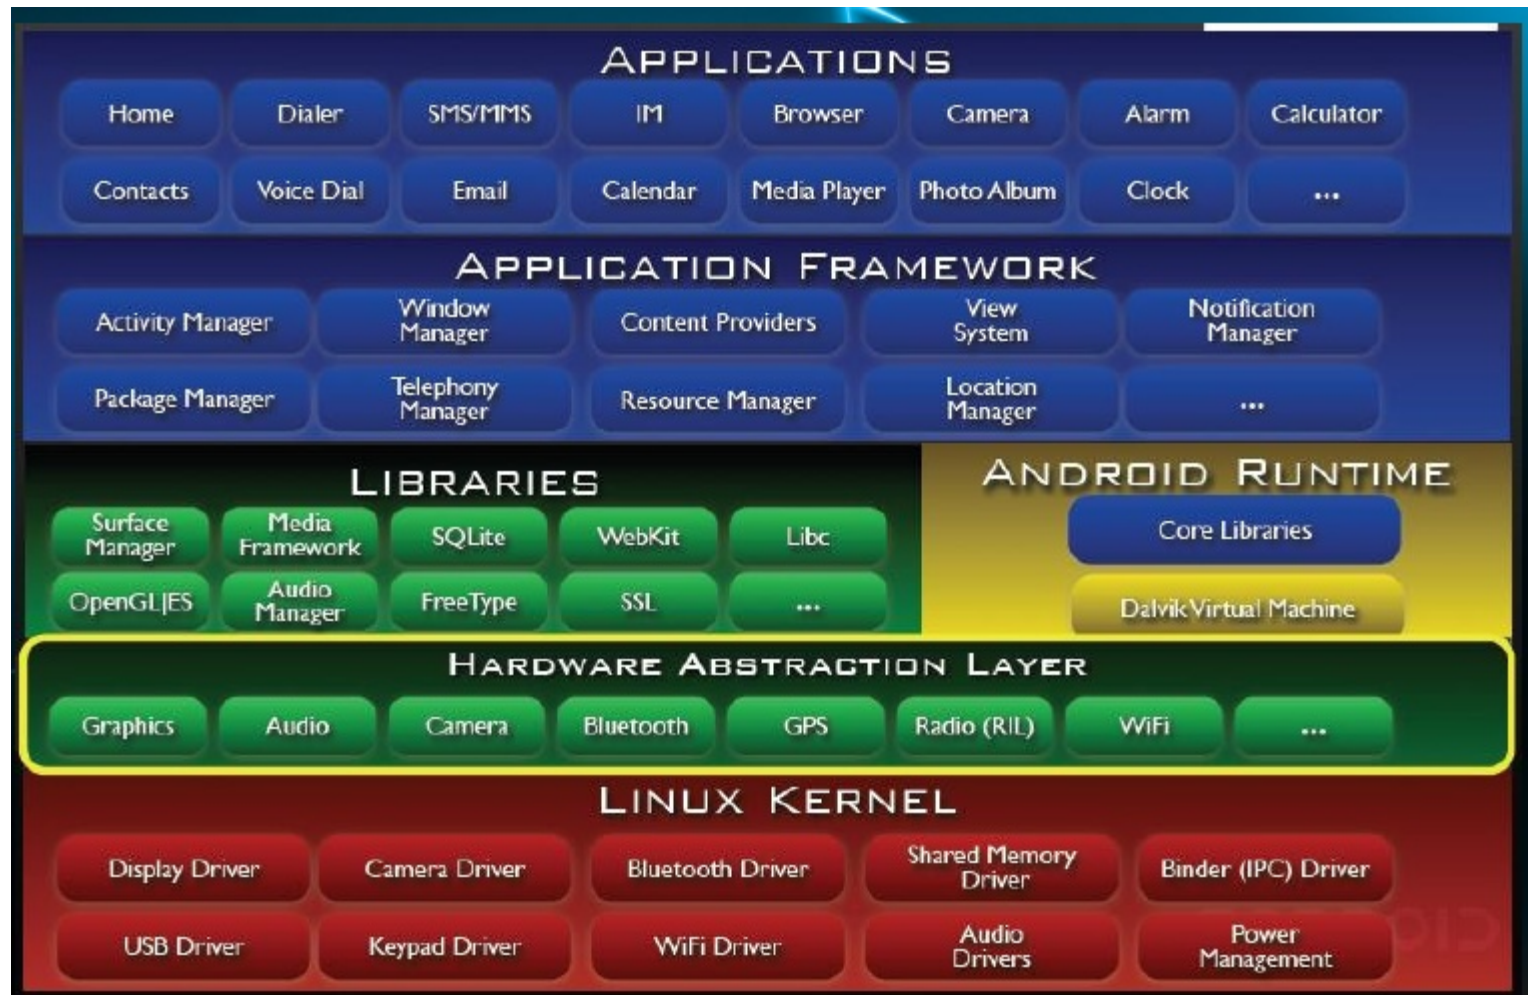 APPLICATIONS
Home Dialer SMS/MMS IM Browser Camera Alarm Calculator
Contacts Voice Dial Email Calendar Media Player Photo Album Clock ...
APPLICATION FRAMEWORK
Activity Manager Window Manager Content Providers View System Notification Manager
Package Manager Telephony Manager Resource Manager Location Manager ...
LIBRARIES
Surface Manager Media Framework SQLite WebKit Libc
OpenGL|ES Audio Manager FreeType SSL ...
ANDROID RUNTIME
Core Libraries
Dalvik Virtual Machine
HARDWARE ABSTRACTION LAYER
Graphics Audio Camera Bluetooth GPS Radio (RIL) WiFi ...
LINUX KERNEL
Display Driver Camera Driver Bluetooth Driver Shared Memory Driver Binder (IPC) Driver
USB Driver Keypad Driver WiFi Driver Audio Drivers Power Management